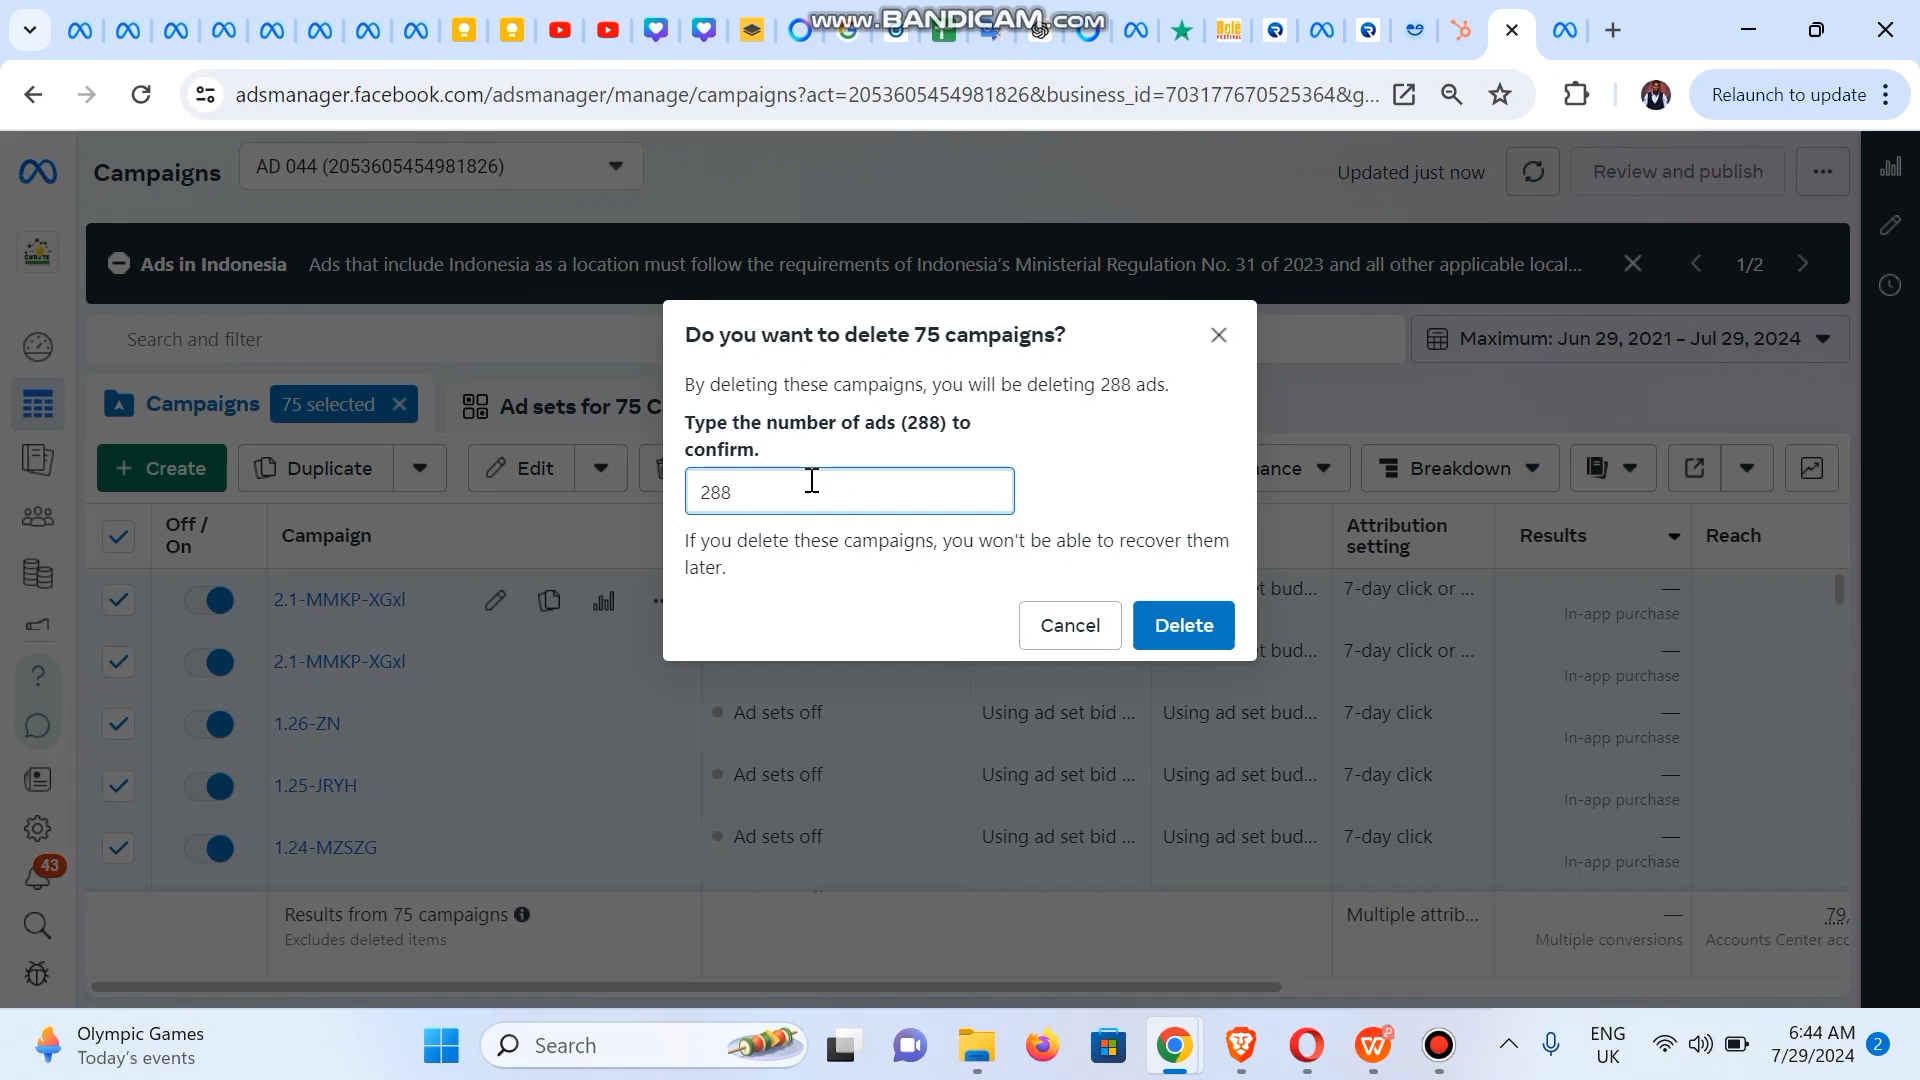 www.BANDICAM.com
adsmanager.facebook.com/adsmanager/manage/campaigns?act=2053605454981826&business_id=703177670525364&g...
Relaunch to update
Campaigns
AD 044 (2053605454981826)
Updated just now
Review and publish
Ads in Indonesia
Ads that include Indonesia as a location must follow the requirements of Indonesia's Ministerial Regulation No. 31 of 2023 and all other applicable local...
1/2
Search and filter
Maximum: Jun 29, 2021 – Jul 29, 2024
Campaigns
75 selected
Ad sets for 75 C
Do you want to delete 75 campaigns?
By deleting these campaigns, you will be deleting 288 ads.
Type the number of ads (288) to
confirm.
288
If you delete these campaigns, you won't be able to recover them
later.
Cancel
Delete
+ Create
Duplicate
Edit
ance
Breakdown
Off /
On
Campaign
Attribution
setting
Results
Reach
2.1-MMKP-XGxl
t bud...
7-day click or ...
—
In-app purchase
2.1-MMKP-XGxl
t bud...
7-day click or ...
—
In-app purchase
1.26-ZN
Ad sets off
Using ad set bid ...
Using ad set bud...
7-day click
—
In-app purchase
1.25-JRYH
Ad sets off
Using ad set bid ...
Using ad set bud...
7-day click
—
In-app purchase
1.24-MZSZG
Ad sets off
Using ad set bid ...
Using ad set bud...
7-day click
—
In-app purchase
Results from 75 campaigns
Excludes deleted items
Multiple attrib...
—
Multiple conversions
79,
Accounts Center acc
43
Olympic Games
Today's events
Search
ENG
UK
6:44 AM
7/29/2024
2